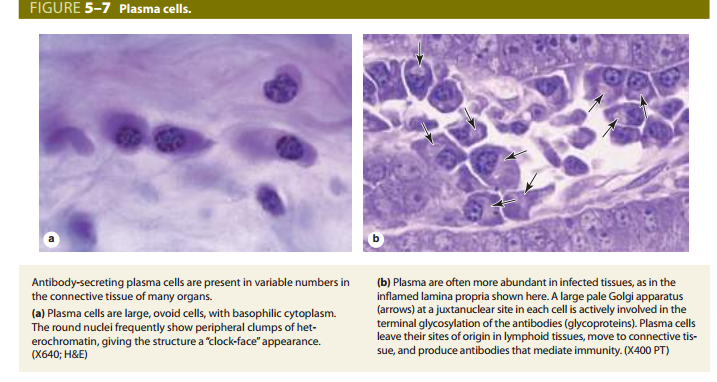 FIGURE 5–7 Plasma cells.
a
b
Antibody-secreting plasma cells are present in variable numbers in
the connective tissue of many organs.
(a) Plasma cells are large, ovoid cells, with basophilic cytoplasm.
The round nuclei frequently show peripheral clumps of het-
erochromatin, giving the structure a "clock-face" appearance.
(X640; H&E)
(b) Plasma are often more abundant in infected tissues, as in the
inflamed lamina propria shown here. A large pale Golgi apparatus
(arrows) at a juxtanuclear site in each cell is actively involved in the
terminal glycosylation of the antibodies (glycoproteins). Plasma cells
leave their sites of origin in lymphoid tissues, move to connective tis-
sue, and produce antibodies that mediate immunity. (X400 PT)